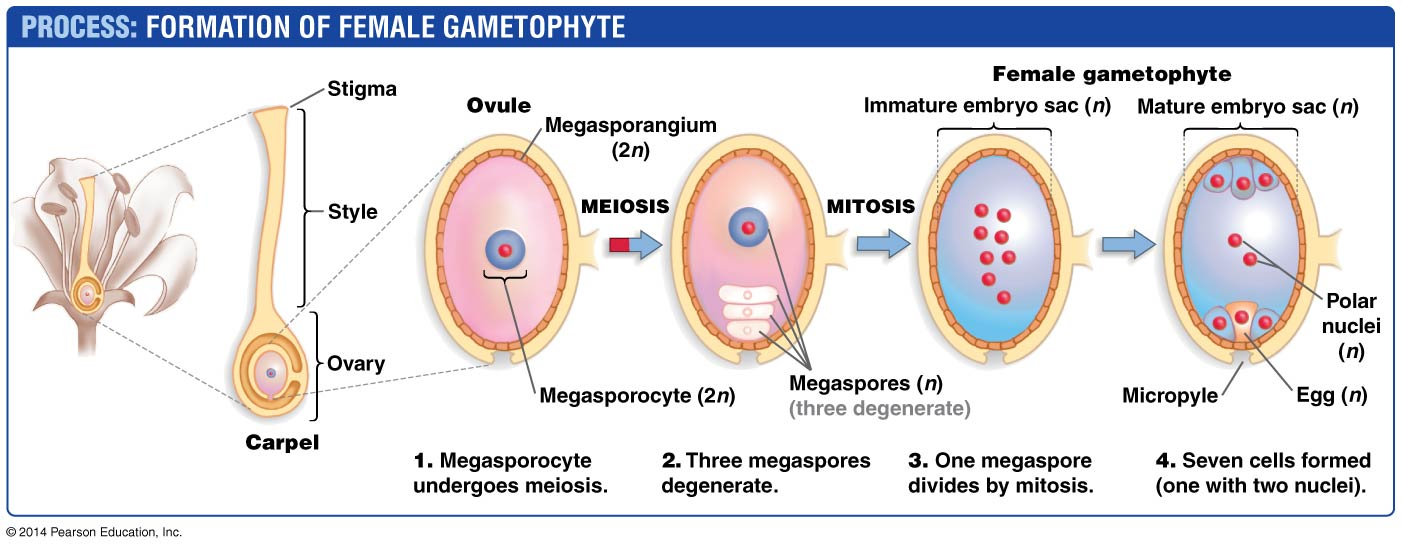 PROCESS: FORMATION OF FEMALE GAMETOPHYTE
Stigma
Style
Ovary
Carpel
Ovule
Megasporangium
(2n)
Megasporocyte (2n)
MEIOSIS
Megaspores (n)
(three degenerate)
MITOSIS
Female gametophyte
Immature embryo sac (n)
Mature embryo sac (n)
Polar
nuclei
(n)
Micropyle
Egg (n)
1. Megasporocyte
undergoes meiosis.
2. Three megaspores
degenerate.
3. One megaspore
divides by mitosis.
4. Seven cells formed
(one with two nuclei).
© 2014 Pearson Education, Inc.